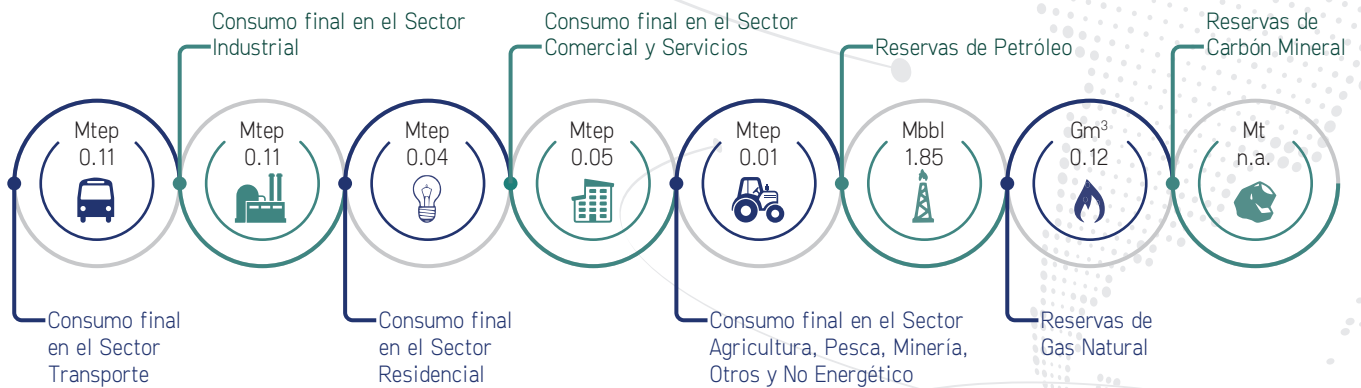 Consumo final en el Sector
Industrial
Consumo final en el Sector
Comercial y Servicios
Reservas de Petróleo
Reservas de
Carbón Mineral
Mtep
0.11
Mtep
0.11
Mtep
0.04
Mtep
0.05
Mtep
0.01
Mbbl
1.85
Gm³
0.12
Mt
n.a.
Consumo final
en el Sector
Transporte
Consumo final
en el Sector
Residencial
Consumo final en el Sector
Agricultura, Pesca, Minería,
Otros y No Energético
Reservas de
Gas Natural